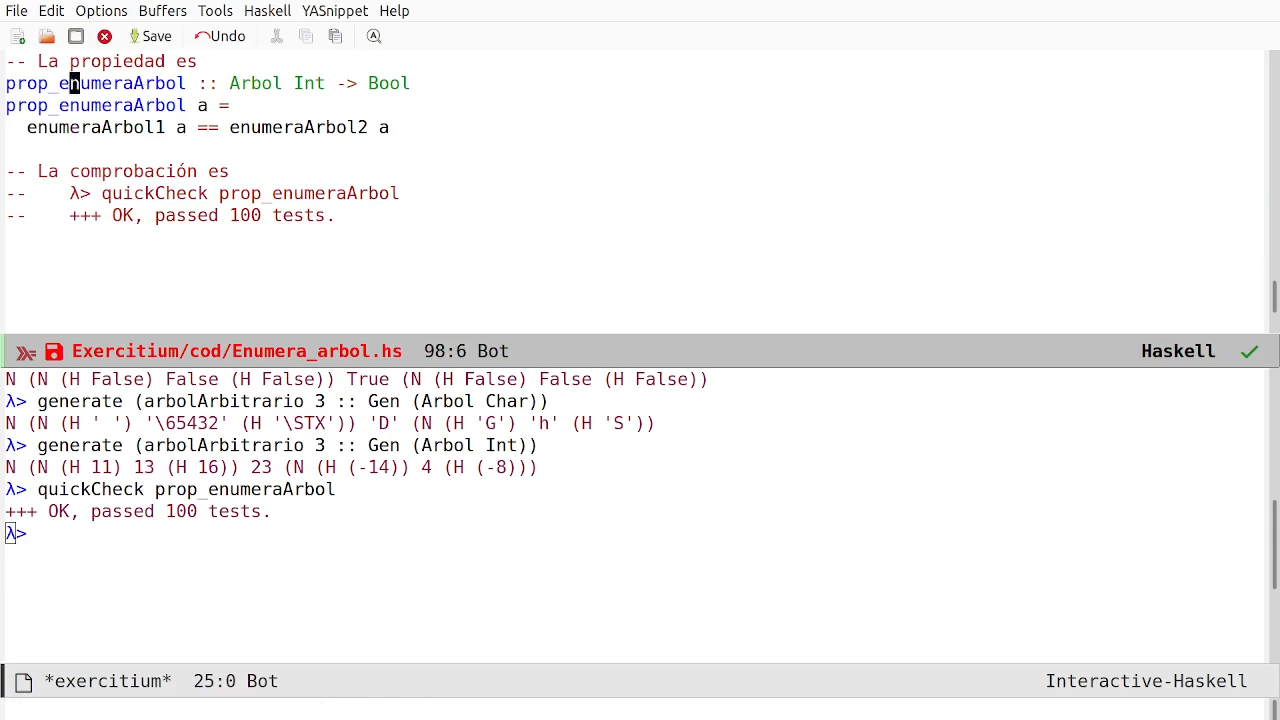 File Edit Options Buffers Tools Haskell YASnippet Help
Save Undo
-- La propiedad es
prop_enumeraArbol :: Arbol Int -> Bool
prop_enumeraArbol a =
  enumeraArbol1 a == enumeraArbol2 a
-- La comprobación es
--    λ> quickCheck prop_enumeraArbol
--    +++ OK, passed 100 tests.
Exercitium/cod/Enumera_arbol.hs 98:6 Bot Haskell
N (N (H False) False (H False)) True (N (H False) False (H False))
λ> generate (arbolArbitrario 3 :: Gen (Arbol Char))
N (N (H ' ') '\65432' (H '\STX')) 'D' (N (H 'G') 'h' (H 'S'))
λ> generate (arbolArbitrario 3 :: Gen (Arbol Int))
N (N (H 11) 13 (H 16)) 23 (N (H (-14)) 4 (H (-8)))
λ> quickCheck prop_enumeraArbol
+++ OK, passed 100 tests.
λ>
*exercitium* 25:0 Bot Interactive-Haskell